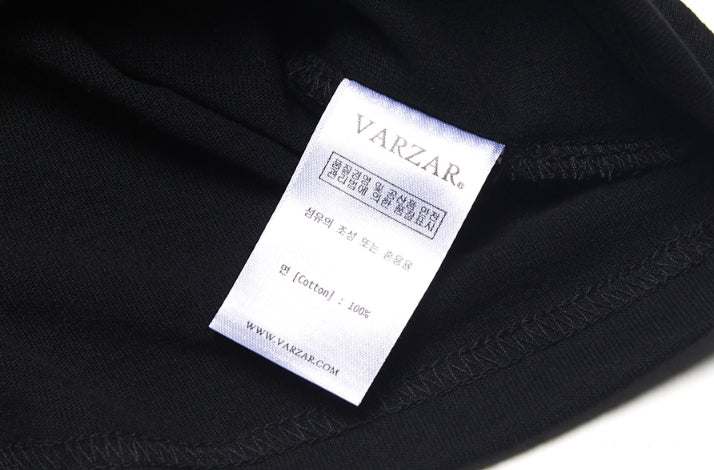 VARZAR®
품질경영 및 공산품 안전
관리법에 의한 품질표시
섬유의 조성 또는 혼용율
면 [Cotton] : 100%
WWW.VARZAR.COM